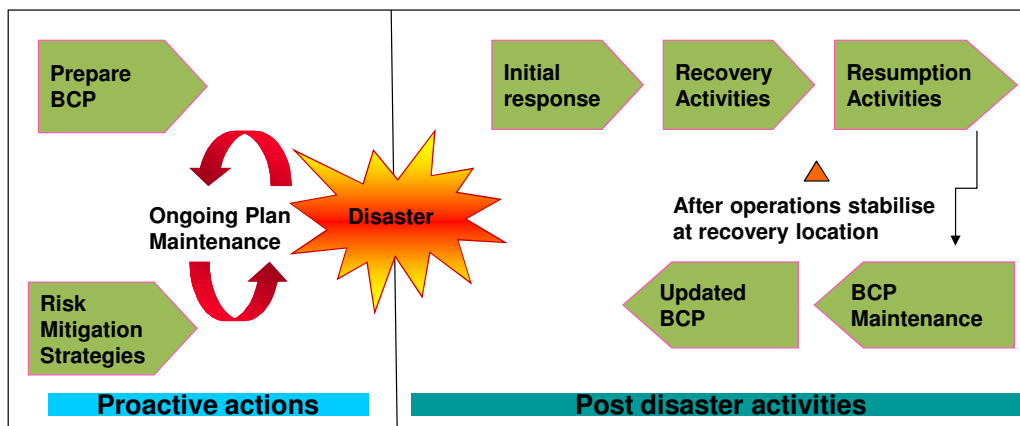 Prepare
BCP
Ongoing Plan
Maintenance
Risk
Mitigation
Strategies
Proactive actions
Disaster
Initial
response
Recovery
Activities
Resumption
Activities
After operations stabilise
at recovery location
BCP
Maintenance
Updated
BCP
Post disaster activities